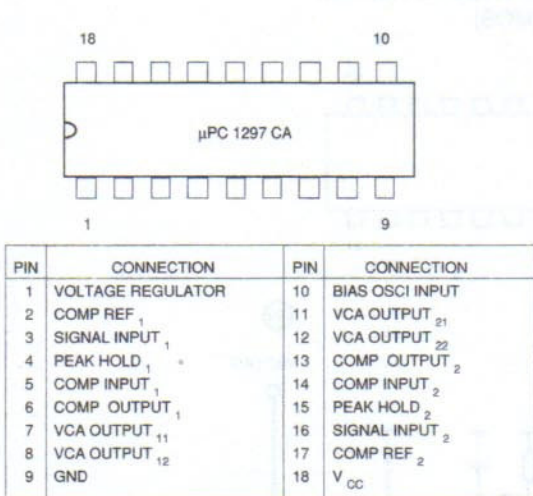 18 10
μPC 1297 CA
1 9
PIN CONNECTION PIN CONNECTION
1 VOLTAGE REGULATOR 10 BIAS OSCI INPUT
2 COMP REF 1 11 VCA OUTPUT 21
3 SIGNAL INPUT 1 12 VCA OUTPUT 22
4 PEAK HOLD 1 13 COMP OUTPUT 2
5 COMP INPUT 1 14 COMP INPUT 2
6 COMP OUTPUT 1 15 PEAK HOLD 2
7 VCA OUTPUT 11 16 SIGNAL INPUT 2
8 VCA OUTPUT 12 17 COMP REF 2
9 GND 18 V CC